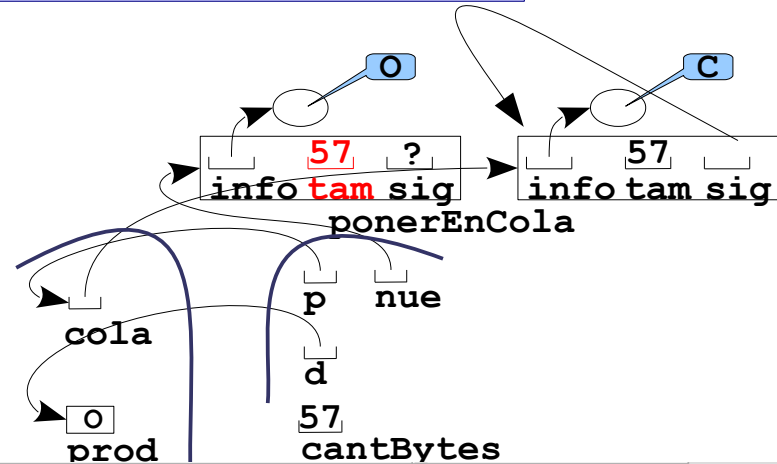 O C
57 ? 57
info tam sig info tam sig
ponerEnCola
p nue
cola
d
O 57
prod cantBytes